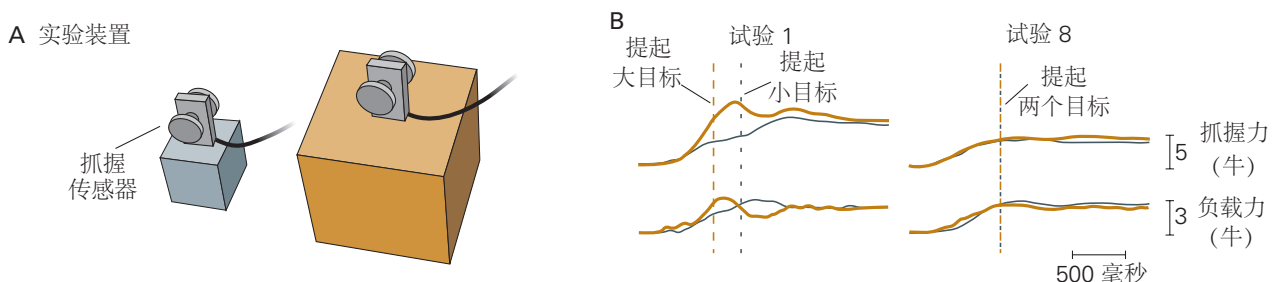 A 实验装置
抓握
传感器
B
试验 1
提起
大目标
提起
小目标
试验 8
提起
两个目标
5
抓握力
(牛)
3
负载力
(牛)
500 毫秒